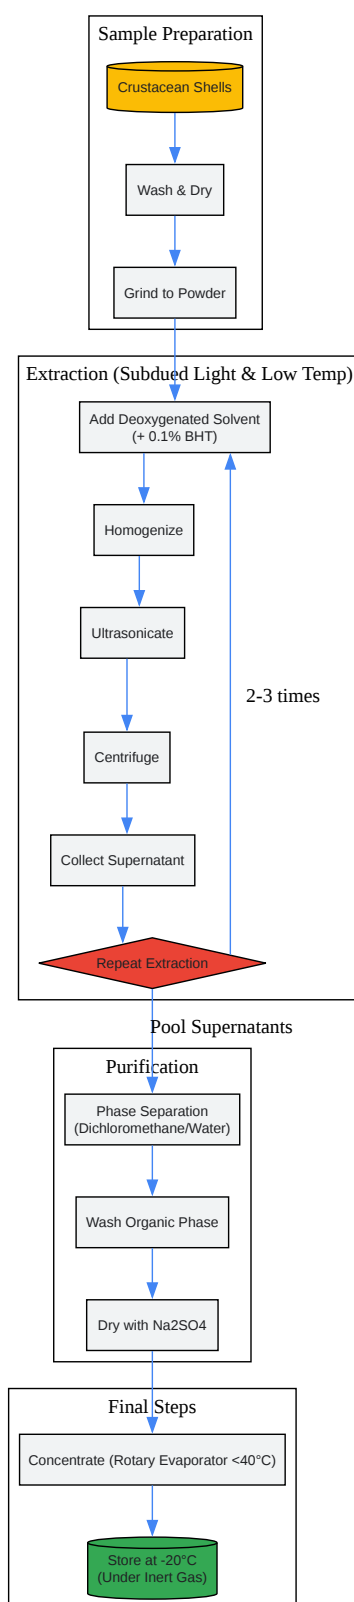 Sample Preparation
Crustacean Shells
Wash & Dry
Grind to Powder
Extraction (Subdued Light & Low Temp)
Add Deoxygenated Solvent
(+ 0.1% BHT)
Homogenize
Ultrasonicate
2-3 times
Centrifuge
Collect Supernatant
Repeat Extraction
Pool Supernatants
Purification
Phase Separation
(Dichloromethane/Water)
Wash Organic Phase
Dry with Na2SO4
Final Steps
Concentrate (Rotary Evaporator <40°C)
Store at -20°C
(Under Inert Gas)